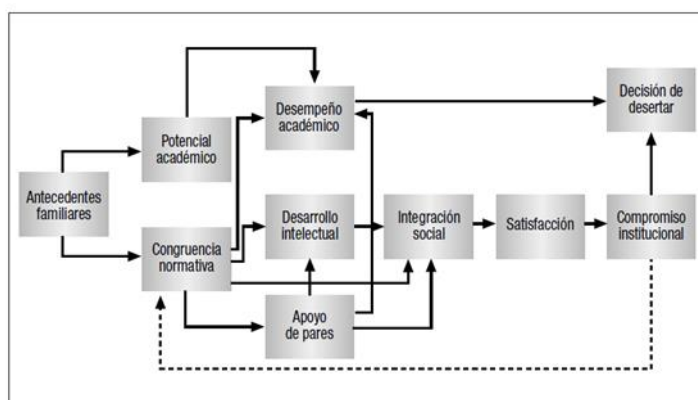 Decisión de
desertar
Desempeño
académico
Potencial
académico
Antecedentes
familiares
Desarrollo
intelectual
Integración
social
Satisfacción
Compromiso
institucional
Congruencia
normativa
Apoyo
de pares